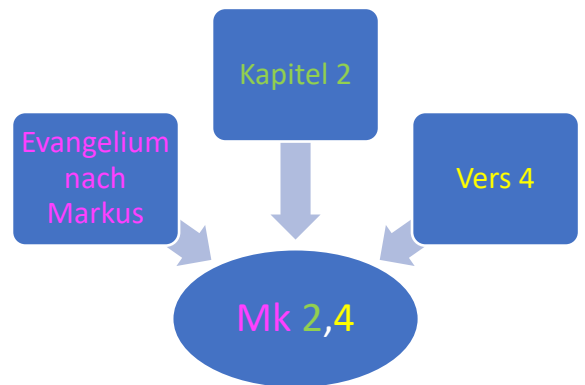 Kapitel 2
Evangelium
nach
Markus
Vers 4
Mk 2,4